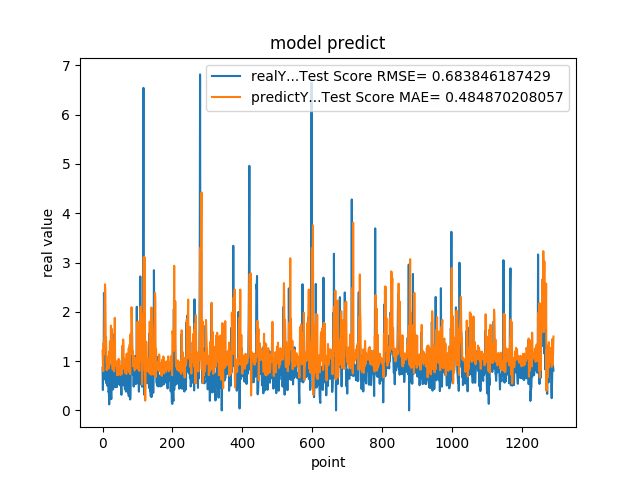 model predict
realY...Test Score RMSE= 0.683846187429
predictY...Test Score MAE= 0.484870208057
7
6
5
4
3
2
1
0
real value
0 200 400 600 800 1000 1200
point